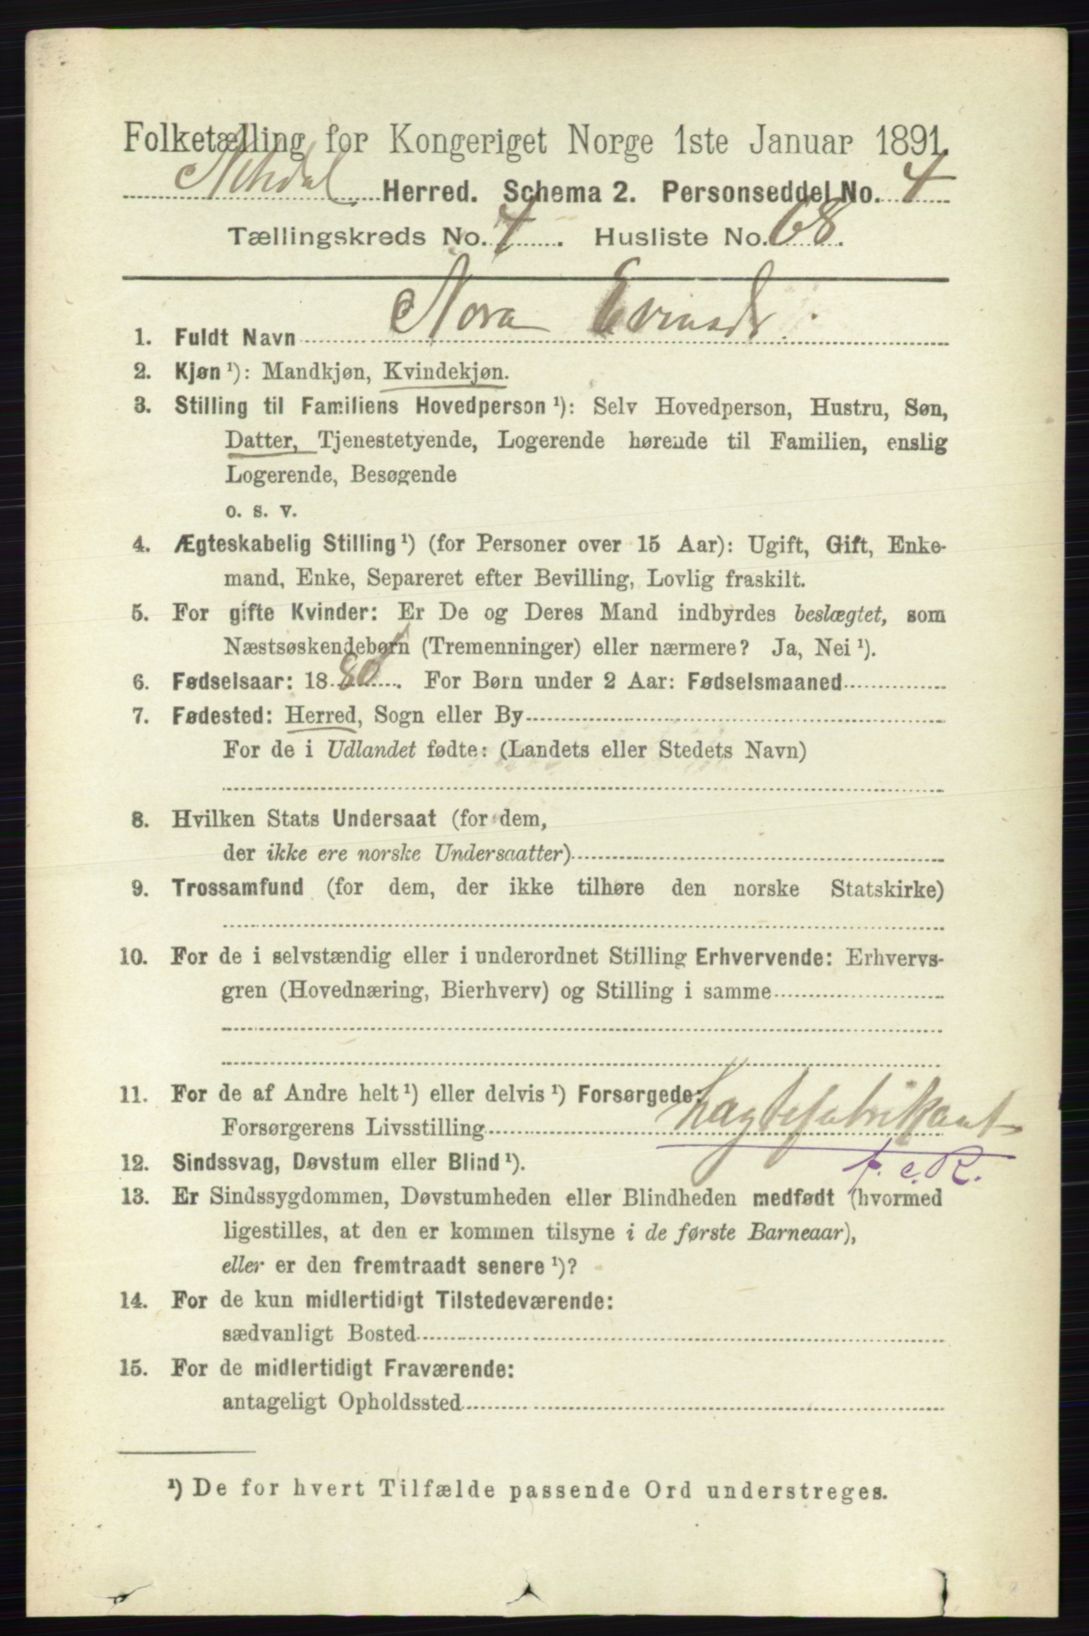 Folketælling for Kongeriget Norge 1ste Januar 1891.
Nitedal Herred. Schema 2. Personseddel No. 4
Tællingskreds No. 4. Husliste No. 68.
1. Fuldt Navn Nora
2. Kjøn ¹): Mandkjøn, Kvindekjøn.
3. Stilling til Familiens Hovedperson ¹): Selv Hovedperson, Hustru, Søn,
Datter, Tjenestetyende, Logerende hørende til Familien, enslig
Logerende, Besøgende
o. s. v.
4. Ægteskabelig Stilling ¹) (for Personer over 15 Aar): Ugift, Gift, Enke-
mand, Enke, Separeret efter Bevilling, Lovlig fraskilt.
5. For gifte Kvinder: Er De og Deres Mand indbyrdes beslægtet, som
Næstsøskendebørn (Tremenninger) eller nærmere? Ja, Nei ¹).
6. Fødselsaar: 18 80. For Børn under 2 Aar: Fødselsmaaned
7. Fødested: Herred, Sogn eller By
For de i Udlandet fødte: (Landets eller Stedets Navn)
8. Hvilken Stats Undersaat (for dem,
der ikke ere norske Undersaatter)
9. Trossamfund (for dem, der ikke tilhøre den norske Statskirke)
10. For de i selvstændig eller i underordnet Stilling Erhvervende: Erhvervs-
gren (Hovednæring, Bierhverv) og Stilling i samme
11. For de af Andre helt ¹) eller delvis ¹) Forsørgede:
Forsørgerens Livsstilling
12. Sindssvag, Døvstum eller Blind ¹).
13. Er Sindssygdommen, Døvstumheden eller Blindheden medfødt (hvormed
ligestilles, at den er kommen tilsyne i de første Barneaar),
eller er den fremtraadt senere ¹)?
14. For de kun midlertidigt Tilstedeværende:
sædvanligt Bosted
15. For de midlertidigt Fraværende:
antageligt Opholdssted
¹) De for hvert Tilfælde passende Ord understreges.